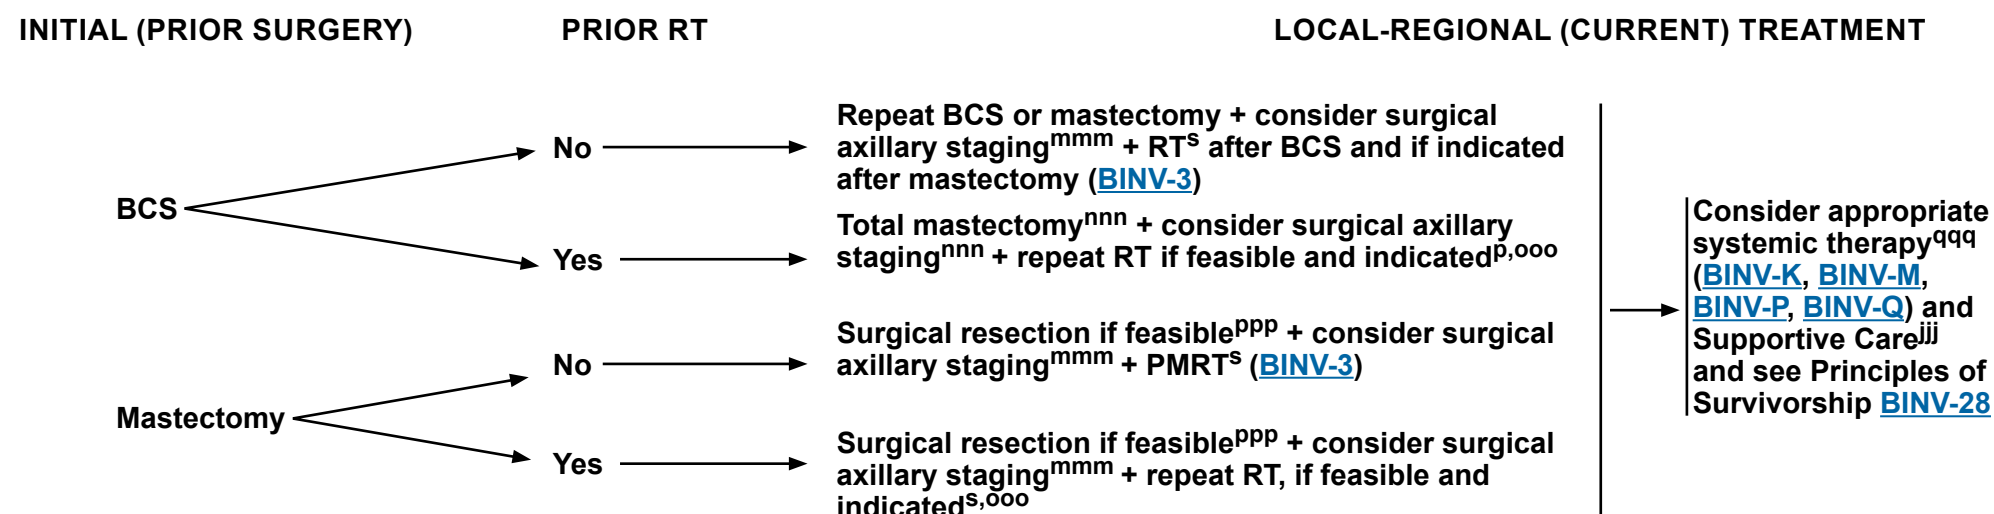 INITIAL (PRIOR SURGERY) PRIOR RT LOCAL-REGIONAL (CURRENT) TREATMENT
BCS
No
Repeat BCS or mastectomy + consider surgical
axillary stagingmmm + RTs after BCS and if indicated
after mastectomy (BINV-3)
Yes
Total mastectomynnn + consider surgical axillary
stagingnnn + repeat RT if feasible and indicatedp,ooo
Mastectomy
No
Surgical resection if feasibleppp + consider surgical
axillary stagingmmm + PMRTs (BINV-3)
Yes
Surgical resection if feasibleppp + consider surgical
axillary stagingmmm + repeat RT, if feasible and
indicateds,ooo
Consider appropriate
systemic therapyqqq
(BINV-K, BINV-M,
BINV-P, BINV-Q) and
Supportive Carejjj
and see Principles of
Survivorship BINV-28